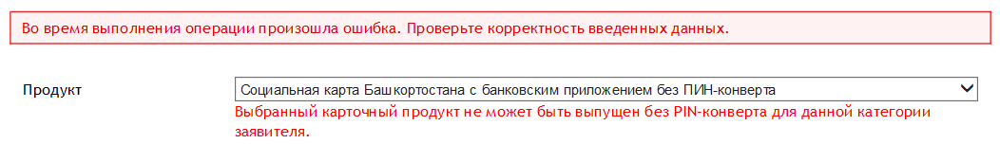 Во время выполнения операции произошла ошибка. Проверьте корректность введенных данных.
Продукт
Социальная карта Башкортостана с банковским приложением без ПИН-конверта
Выбранный карточный продукт не может быть выпущен без PIN-конверта для данной категории
заявителя.